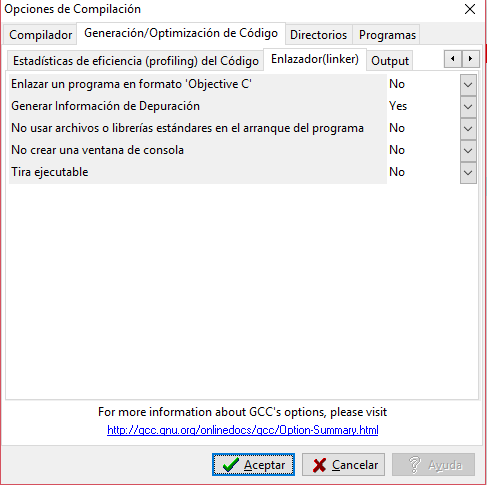 Opciones de Compilación
Compilador Generación/Optimización de Código Directorios Programas
Estadísticas de eficiencia (profiling) del Código Enlazador(linker) Output
Enlazar un programa en formato 'Objective C' No
Generar Información de Depuración Yes
No usar archivos o librerías estándares en el arranque del programa No
No crear una ventana de consola No
Tira ejecutable No
For more information about GCC's options, please visit
http://gcc.gnu.org/onlinedocs/gcc/Option-Summary.html
Aceptar Cancelar Ayuda